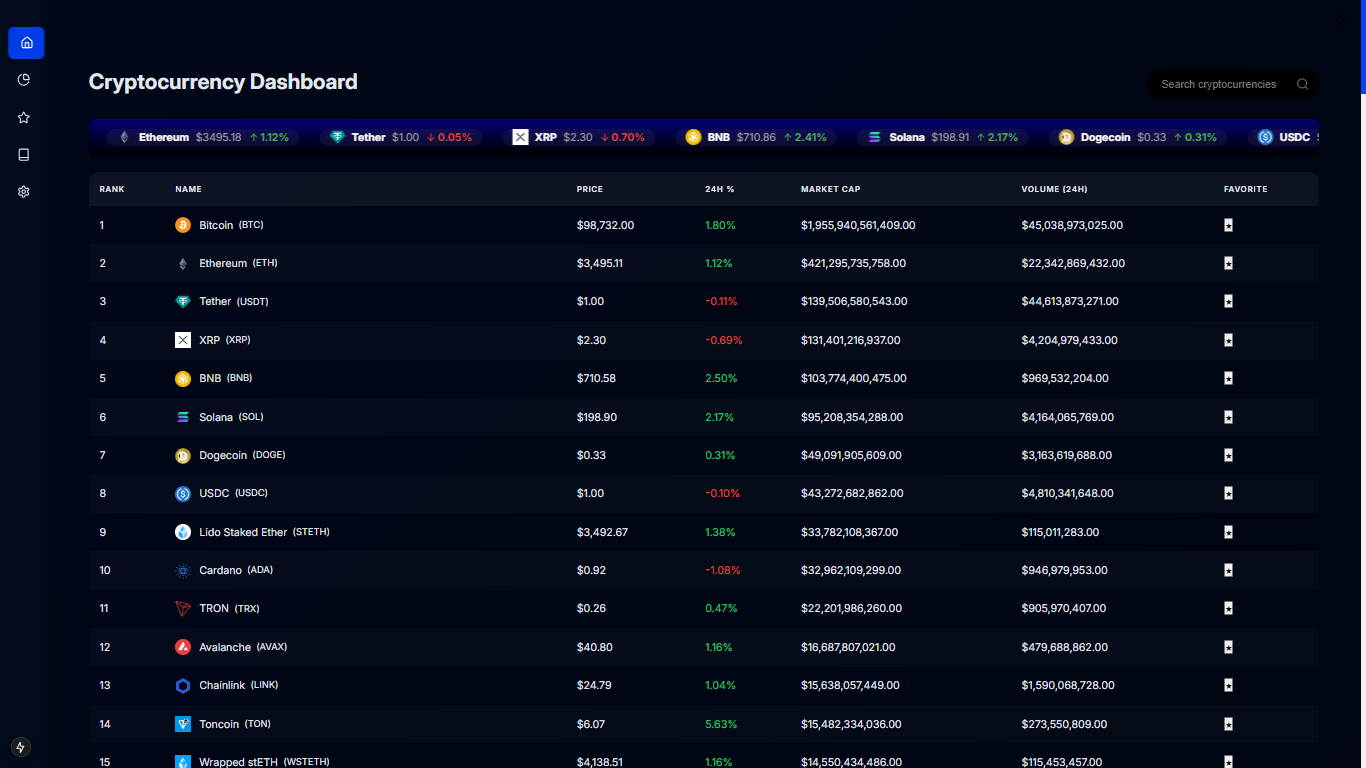 Cryptocurrency Dashboard
Search cryptocurrencies
Ethereum $3495.18 ↑ 1.12% Tether $1.00 ↓ 0.05% XRP $2.30 ↓ 0.70% BNB $710.86 ↑ 2.41% Solana $198.91 ↑ 2.17% Dogecoin $0.33 ↑ 0.31% USDC
RANK NAME PRICE 24H % MARKET CAP VOLUME (24H) FAVORITE
1 Bitcoin (BTC) $98,732.00 1.80% $1,955,940,561,409.00 $45,038,973,025.00
2 Ethereum (ETH) $3,495.11 1.12% $421,295,735,758.00 $22,342,869,432.00
3 Tether (USDT) $1.00 -0.11% $139,506,580,543.00 $44,613,873,271.00
4 XRP (XRP) $2.30 -0.69% $131,401,216,937.00 $4,204,979,433.00
5 BNB (BNB) $710.58 2.50% $103,774,400,475.00 $969,532,204.00
6 Solana (SOL) $198.90 2.17% $95,208,354,288.00 $4,164,065,769.00
7 Dogecoin (DOGE) $0.33 0.31% $49,091,905,609.00 $3,163,619,688.00
8 USDC (USDC) $1.00 -0.10% $43,272,682,862.00 $4,810,341,648.00
9 Lido Staked Ether (STETH) $3,492.67 1.38% $33,782,108,367.00 $115,011,283.00
10 Cardano (ADA) $0.92 -1.08% $32,962,109,299.00 $946,979,953.00
11 TRON (TRX) $0.26 0.47% $22,201,986,260.00 $905,970,407.00
12 Avalanche (AVAX) $40.80 1.16% $16,687,807,021.00 $479,688,862.00
13 Chainlink (LINK) $24.79 1.04% $15,638,057,449.00 $1,590,068,728.00
14 Toncoin (TON) $6.07 5.63% $15,482,334,036.00 $273,550,809.00
15 Wrapped stETH (WSTETH) $4,138.51 1.16% $14,550,434,486.00 $115,453,457.00